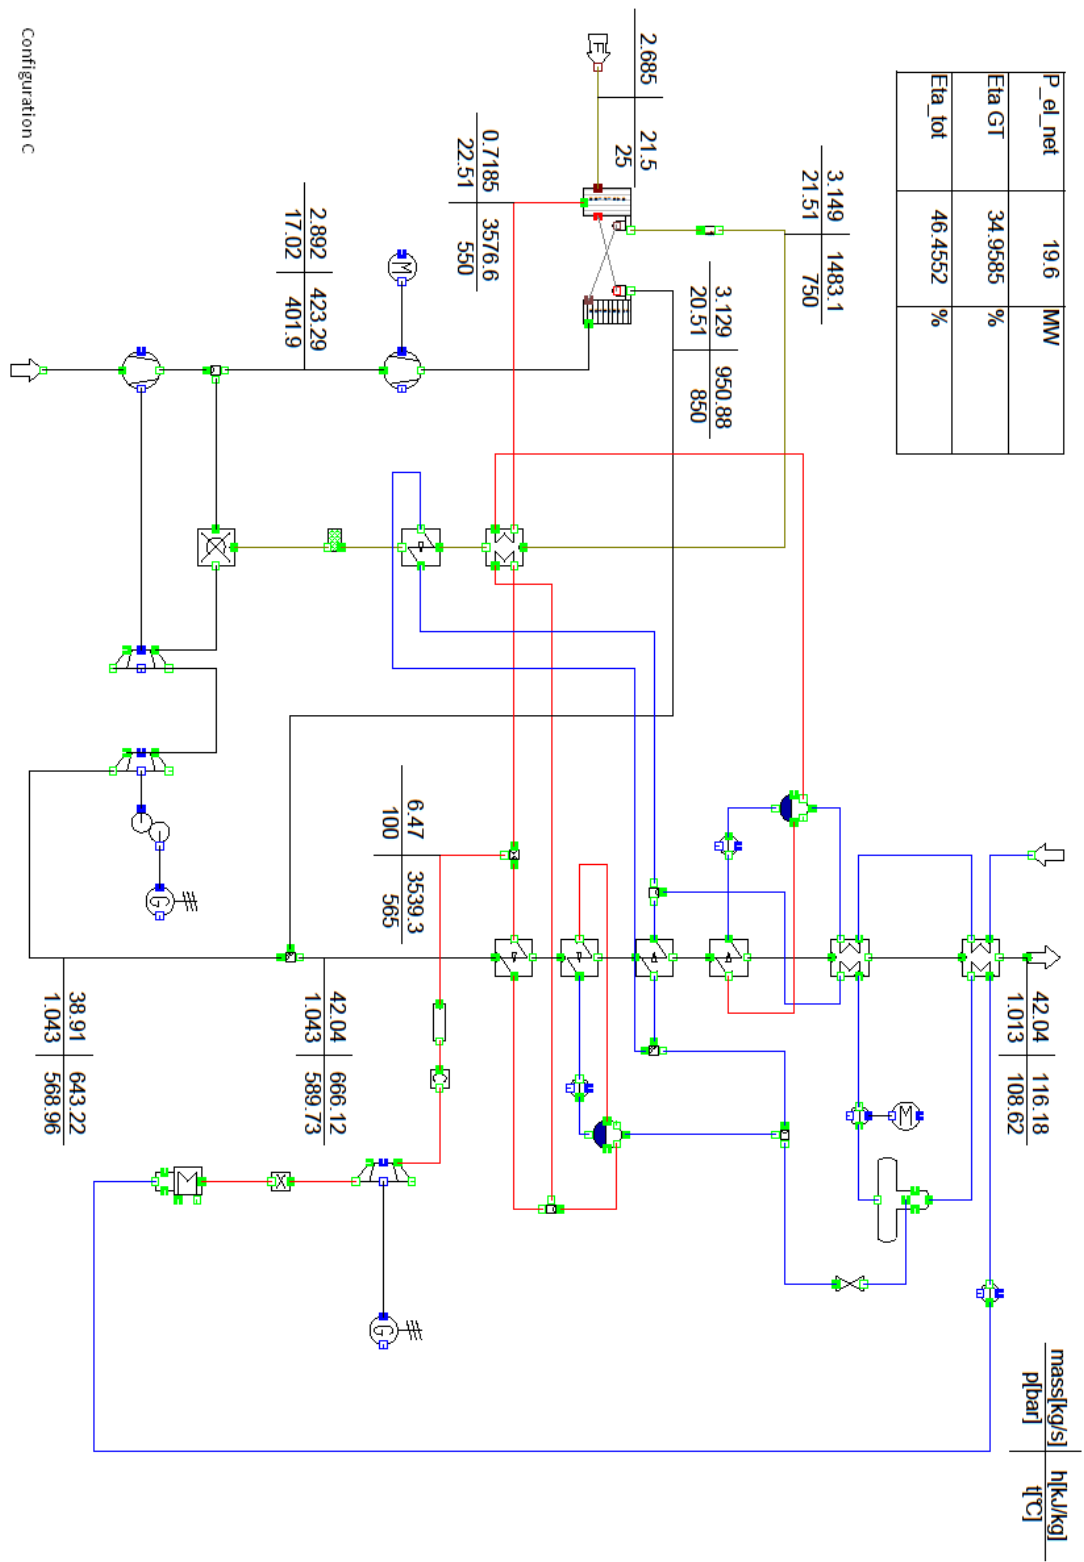 P_el_net 19.6 MW
Eta GT 34.9585 %
Eta_tot 46.4552 %
mass[kg/s] h[kJ/kg]
p[bar] t[°C]
42.04 116.18
1.013 108.62
M
3.149 1483.1
21.51 750
3.129 950.88
20.51 850
2.685 21.5
25
F
0.7185 3576.6
22.51 550
6.47 3539.3
100 565
C
M
G
2.892 423.29
17.02 401.9
42.04 666.12
1.043 589.73
G
38.91 643.22
1.043 568.96
Configuration C